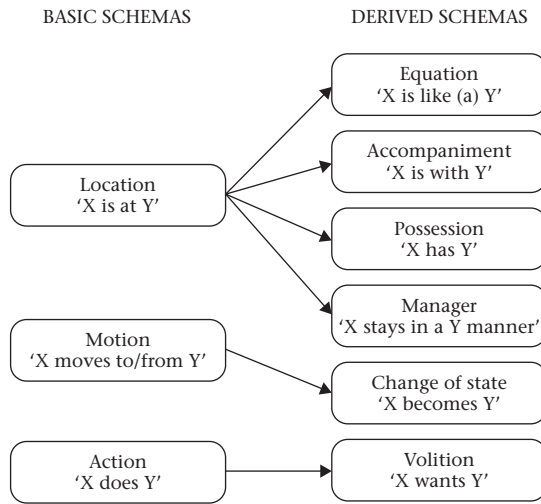 BASIC SCHEMAS
DERIVED SCHEMAS
Equation
‘X is like (a) Y’
Accompaniment
‘X is with Y’
Location
‘X is at Y’
Possession
‘X has Y’
Manager
‘X stays in a Y manner’
Motion
‘X moves to/from Y’
Change of state
‘X becomes Y’
Action
‘X does Y’
Volition
‘X wants Y’